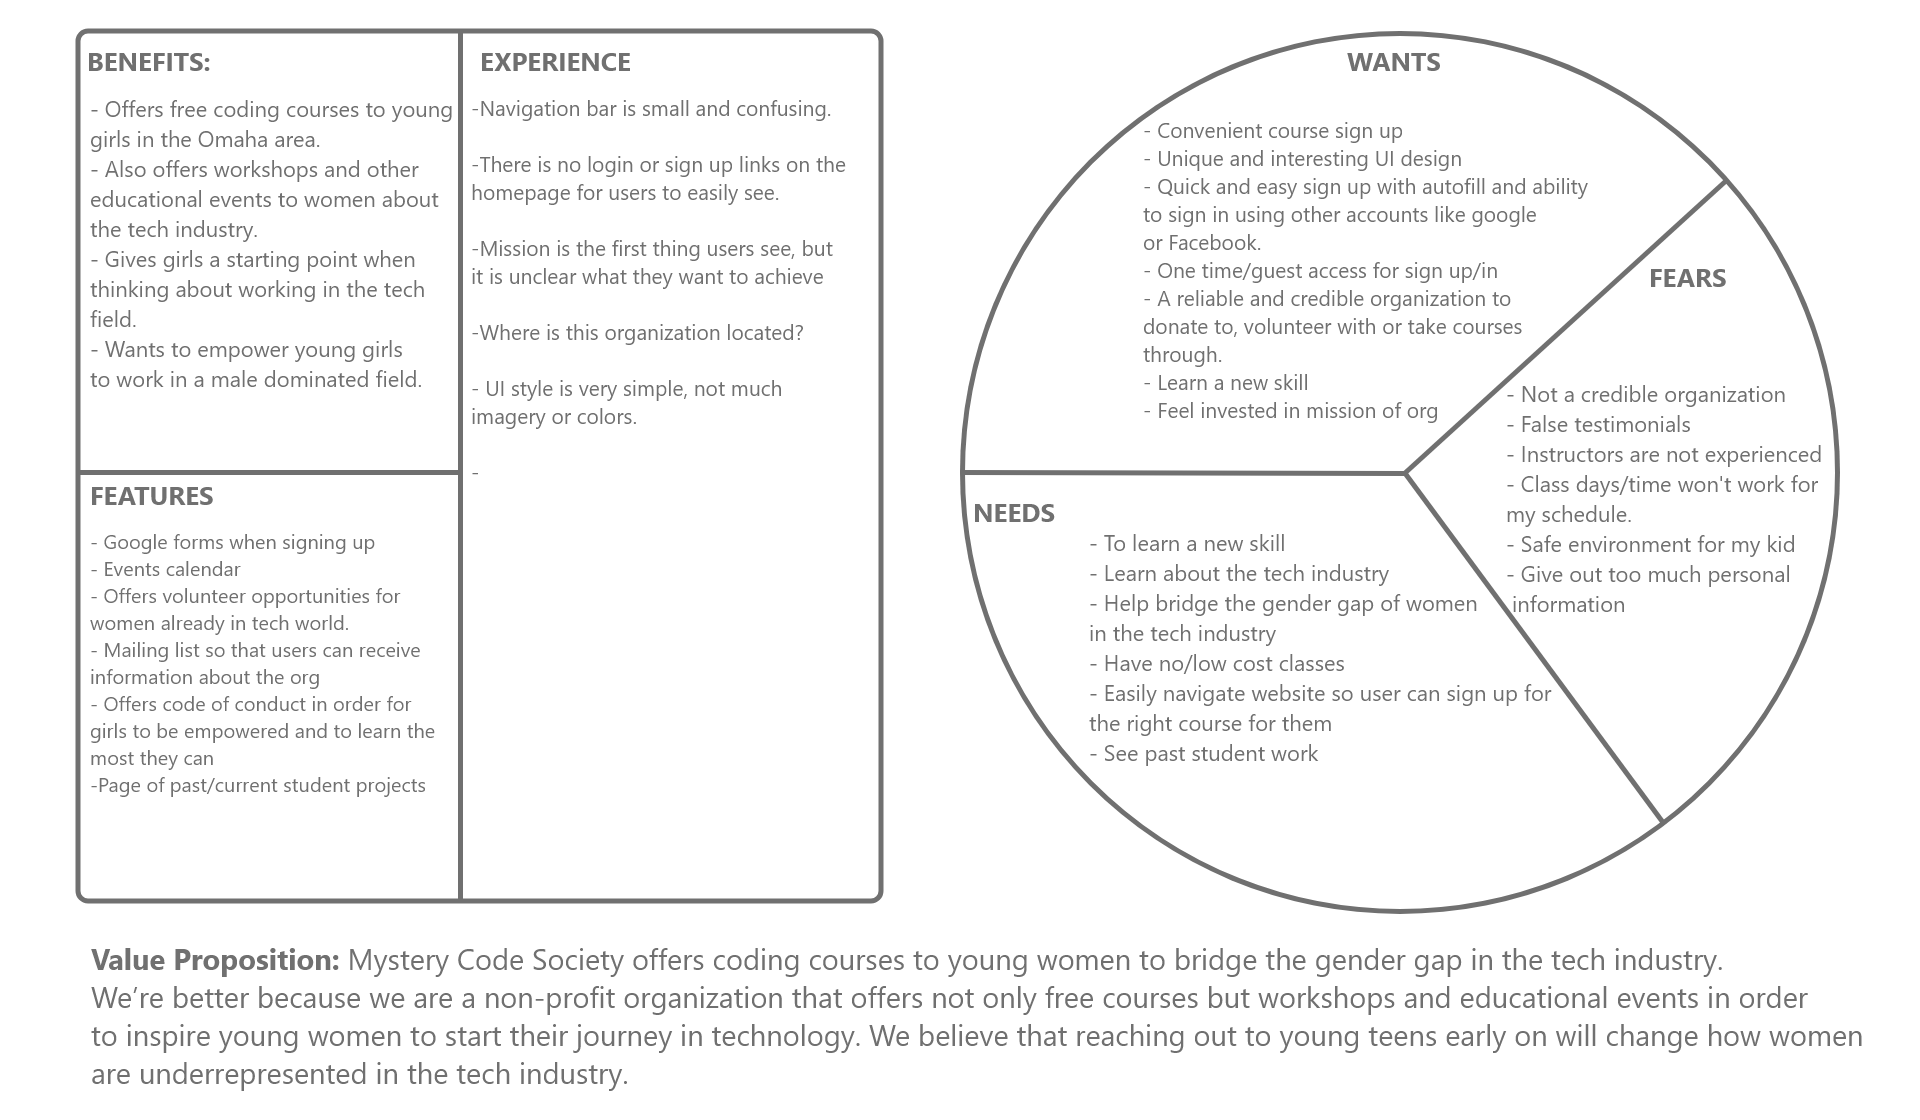 BENEFITS:
- Offers free coding courses to young
girls in the Omaha area.
- Also offers workshops and other
educational events to women about
the tech industry.
- Gives girls a starting point when
thinking about working in the tech
field.
- Wants to empower young girls
to work in a male dominated field.
EXPERIENCE
-Navigation bar is small and confusing.
-There is no login or sign up links on the
homepage for users to easily see.
-Mission is the first thing users see, but
it is unclear what they want to achieve
-Where is this organization located?
- UI style is very simple, not much
imagery or colors.
-
FEATURES
- Google forms when signing up
- Events calendar
- Offers volunteer opportunities for
women already in tech world.
- Mailing list so that users can receive
information about the org
- Offers code of conduct in order for
girls to be empowered and to learn the
most they can
-Page of past/current student projects
WANTS
- Convenient course sign up
- Unique and interesting UI design
- Quick and easy sign up with autofill and ability
to sign in using other accounts like google
or Facebook.
- One time/guest access for sign up/in
- A reliable and credible organization to
donate to, volunteer with or take courses
through.
- Learn a new skill
- Feel invested in mission of org
FEARS
- Not a credible organization
- False testimonials
- Instructors are not experienced
- Class days/time won't work for
my schedule.
- Safe environment for my kid
- Give out too much personal
information
NEEDS
- To learn a new skill
- Learn about the tech industry
- Help bridge the gender gap of women
in the tech industry
- Have no/low cost classes
- Easily navigate website so user can sign up for
the right course for them
- See past student work
Value Proposition: Mystery Code Society offers coding courses to young women to bridge the gender gap in the tech industry.
We’re better because we are a non-profit organization that offers not only free courses but workshops and educational events in order
to inspire young women to start their journey in technology. We believe that reaching out to young teens early on will change how women
are underrepresented in the tech industry.